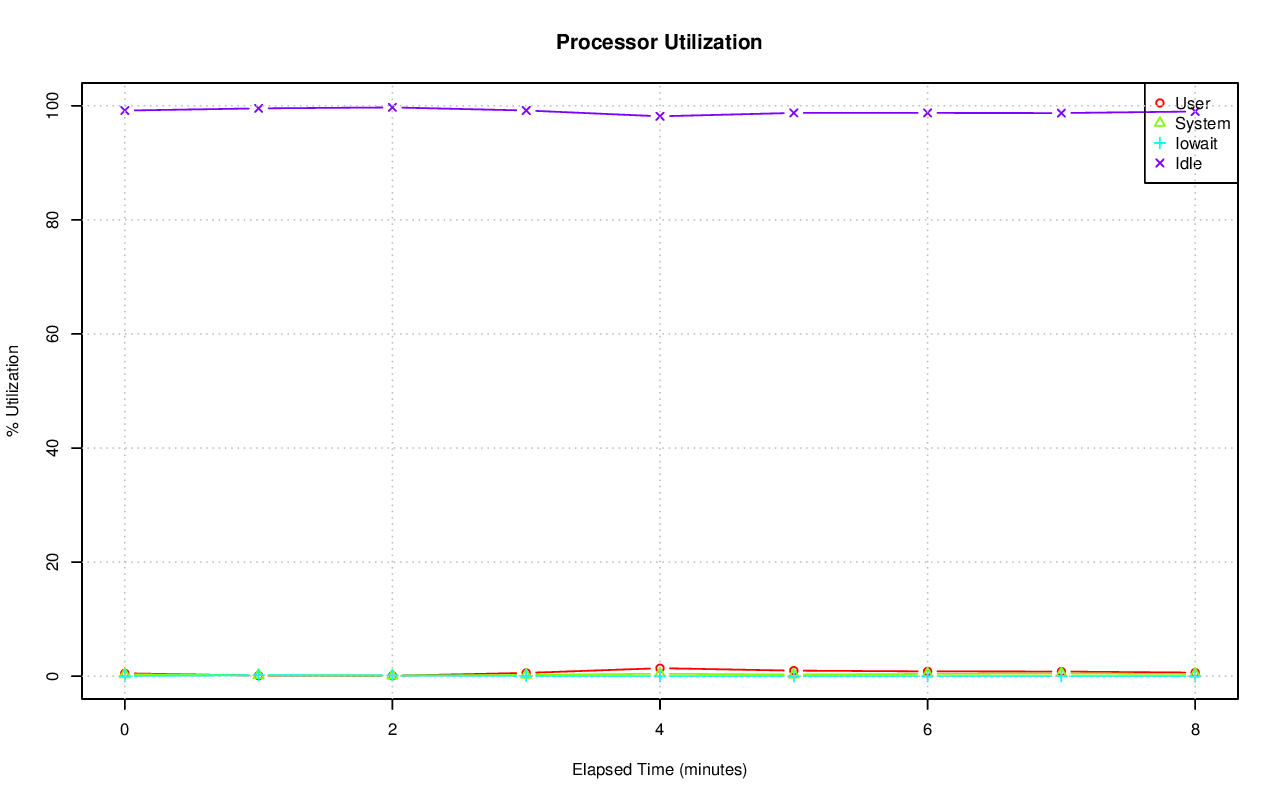 Processor Utilization
% Utilization
100
80
60
40
20
0
User
System
Iowait
Idle
0 2 4 6 8
Elapsed Time (minutes)